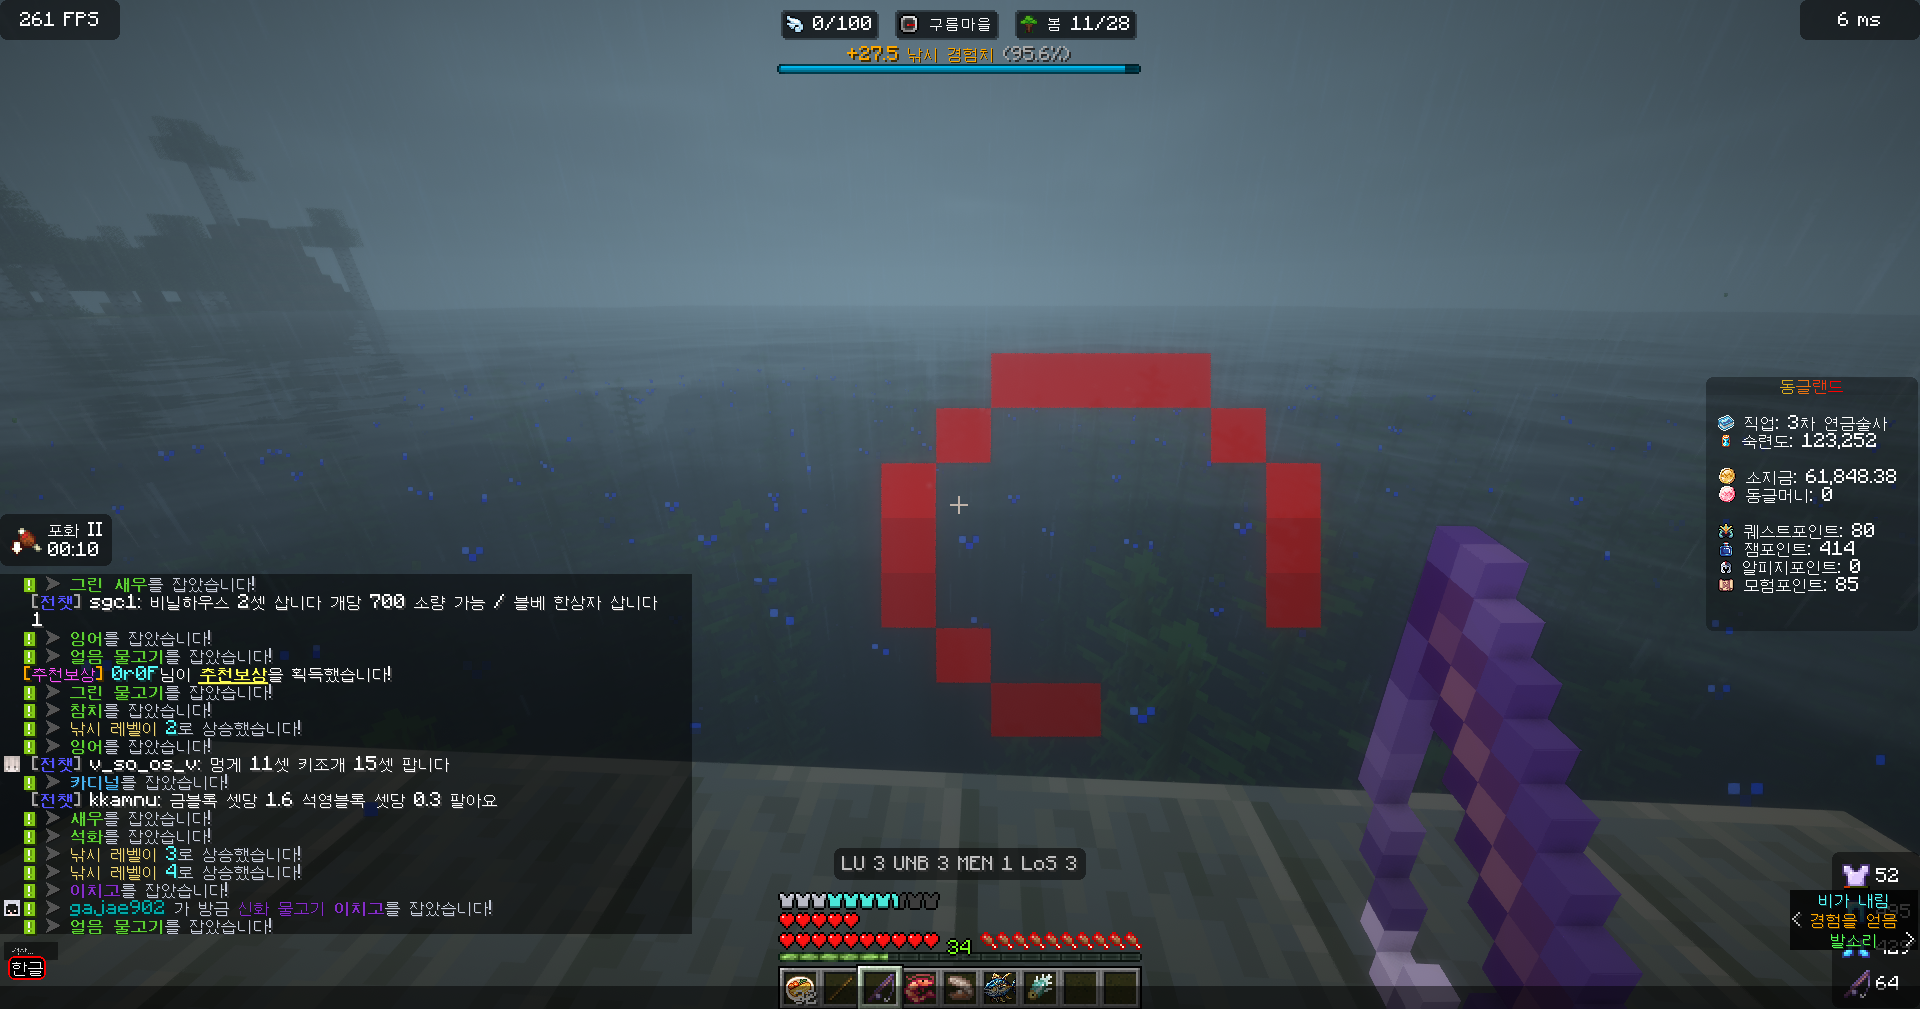 261 FPS
0/100
구름마을
봄 11/28
6 ms
+27.5 낚시 경험치 (95.6%)
동글랜드
직업: 3차 연금술사
숙련도: 123,252
소지금: 61,848.38
동글머니: 0
퀘스트포인트: 80
잼포인트: 414
알피지포인트: 0
모험포인트: 85
포화 II
00:10
! > 그린 새우를 잡았습니다!
[전챗] sgc1: 비닐하우스 2셋 삽니다 개당 700 소량 가능 / 블베 한상자 삽니다
1
! > 잉어를 잡았습니다!
! > 얼음 물고기를 잡았습니다!
[추천보상] 0r0F님이 추천보상을 획득했습니다!
! > 그린 물고기를 잡았습니다!
! > 참치를 잡았습니다!
! > 낚시 레벨이 2로 상승했습니다!
! > 잉어를 잡았습니다!
[전챗] v_so_os_v: 멍게 11셋 키조개 15셋 팝니다
! > 카디널를 잡았습니다!
[전챗] kkamnu: 금블록 셋당 1.6 석영블록 셋당 0.3 팔아요
! > 새우를 잡았습니다!
! > 석화를 잡았습니다!
! > 낚시 레벨이 3로 상승했습니다!
! > 낚시 레벨이 4로 상승했습니다!
! > 이치고를 잡았습니다!
! > gajae902 가 방금 신화 물고기 이치고를 잡았습니다!
! > 얼음 물고기를 잡았습니다!
한글
LU 3 UNB 3 MEN 1 LoS 3
34
52
비가 내림
< 경험을 얻음
발소리 >
64